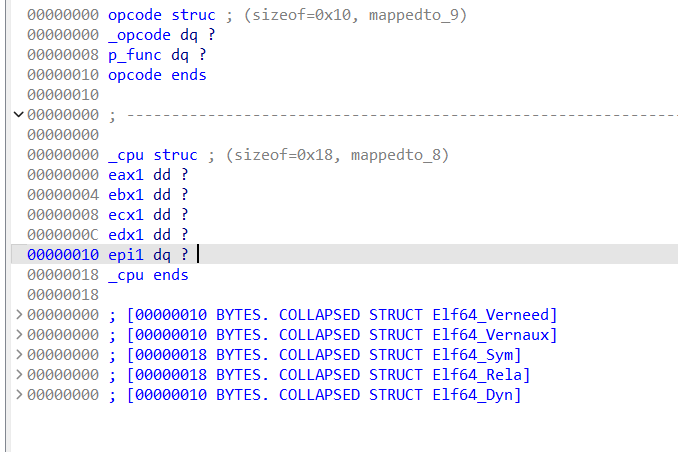 00000000 opcode struc ; (sizeof=0x10, mappedto_9)
00000000 _opcode dq ?
00000008 p_func dq ?
00000010 opcode ends
00000010
00000000 ; ---------------------------------------------------------------
00000000
00000000 _cpu struc ; (sizeof=0x18, mappedto_8)
00000000 eax1 dd ?
00000004 ebx1 dd ?
00000008 ecx1 dd ?
0000000C edx1 dd ?
00000010 epi1 dq ?
00000018 _cpu ends
00000018
00000000 ; [00000010 BYTES. COLLAPSED STRUCT Elf64_Verneed]
00000000 ; [00000010 BYTES. COLLAPSED STRUCT Elf64_Vernaux]
00000000 ; [00000018 BYTES. COLLAPSED STRUCT Elf64_Sym]
00000000 ; [00000018 BYTES. COLLAPSED STRUCT Elf64_Rela]
00000000 ; [00000010 BYTES. COLLAPSED STRUCT Elf64_Dyn]